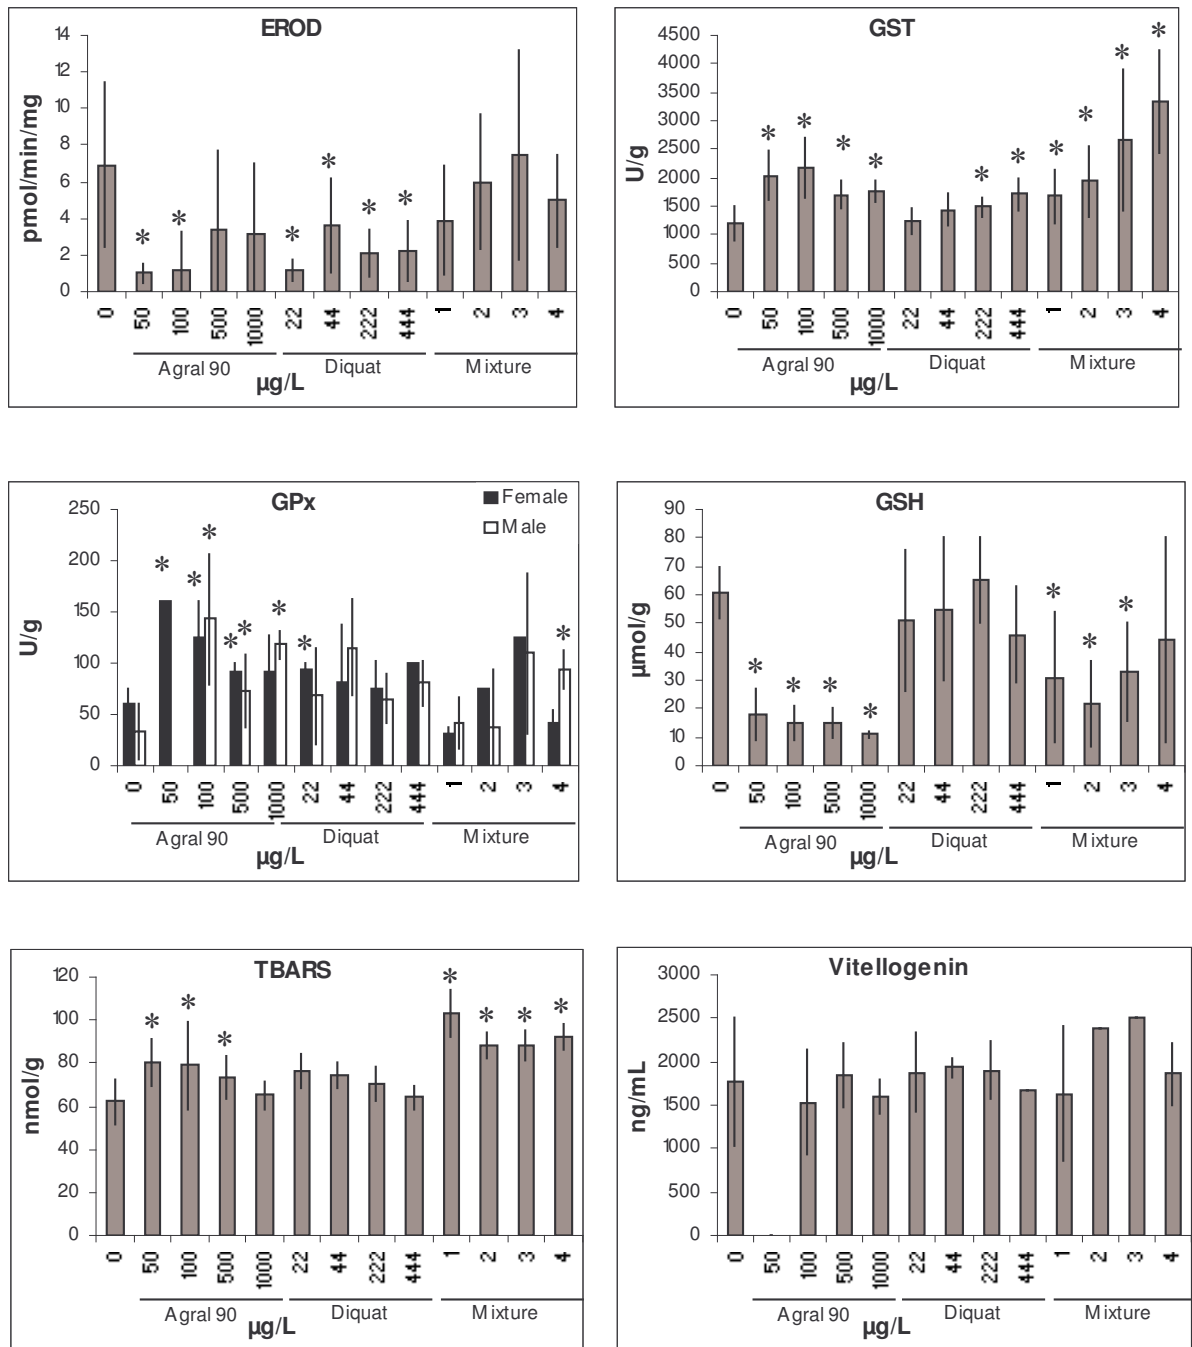 EROD
pmol/min/mg
14
12
10
8
6
4
2
0
* * * * * *
0 50 100 500 1000 22 44 222 444 1 2 3 4
Agral 90 Diquat Mixture
µg/L
GST
U/g
4500
4000
3500
3000
2500
2000
1500
1000
500
0
* * * * * * * * * *
0 50 100 500 1000 22 44 222 444 1 2 3 4
Agral 90 Diquat Mixture
µg/L
GPx
Female
Male
U/g
250
200
150
100
50
0
* * * * * * * *
0 50 100 500 1000 22 44 222 444 1 2 3 4
Agral 90 Diquat Mixture
µg/L
GSH
µmol/g
90
80
70
60
50
40
30
20
10
0
* * * * * * *
0 50 100 500 1000 22 44 222 444 1 2 3 4
Agral 90 Diquat Mixture
µg/L
TBARS
nmol/g
120
100
80
60
40
20
0
* * * * * * *
0 50 100 500 1000 22 44 222 444 1 2 3 4
Agral 90 Diquat Mixture
µg/L
Vitellogenin
ng/mL
3000
2500
2000
1500
1000
500
0
0 50 100 500 1000 22 44 222 444 1 2 3 4
Agral 90 Diquat Mixture
µg/L